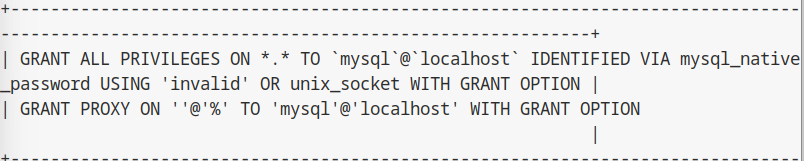 +-------------------------------------------------------------------------------
-----------------------------------------------------------+
| GRANT ALL PRIVILEGES ON *.* TO `mysql`@`localhost` IDENTIFIED VIA mysql_native
_password USING 'invalid' OR unix_socket WITH GRANT OPTION |
| GRANT PROXY ON ''@'%' TO 'mysql'@'localhost' WITH GRANT OPTION
|
+-------------------------------------------------------------------------------